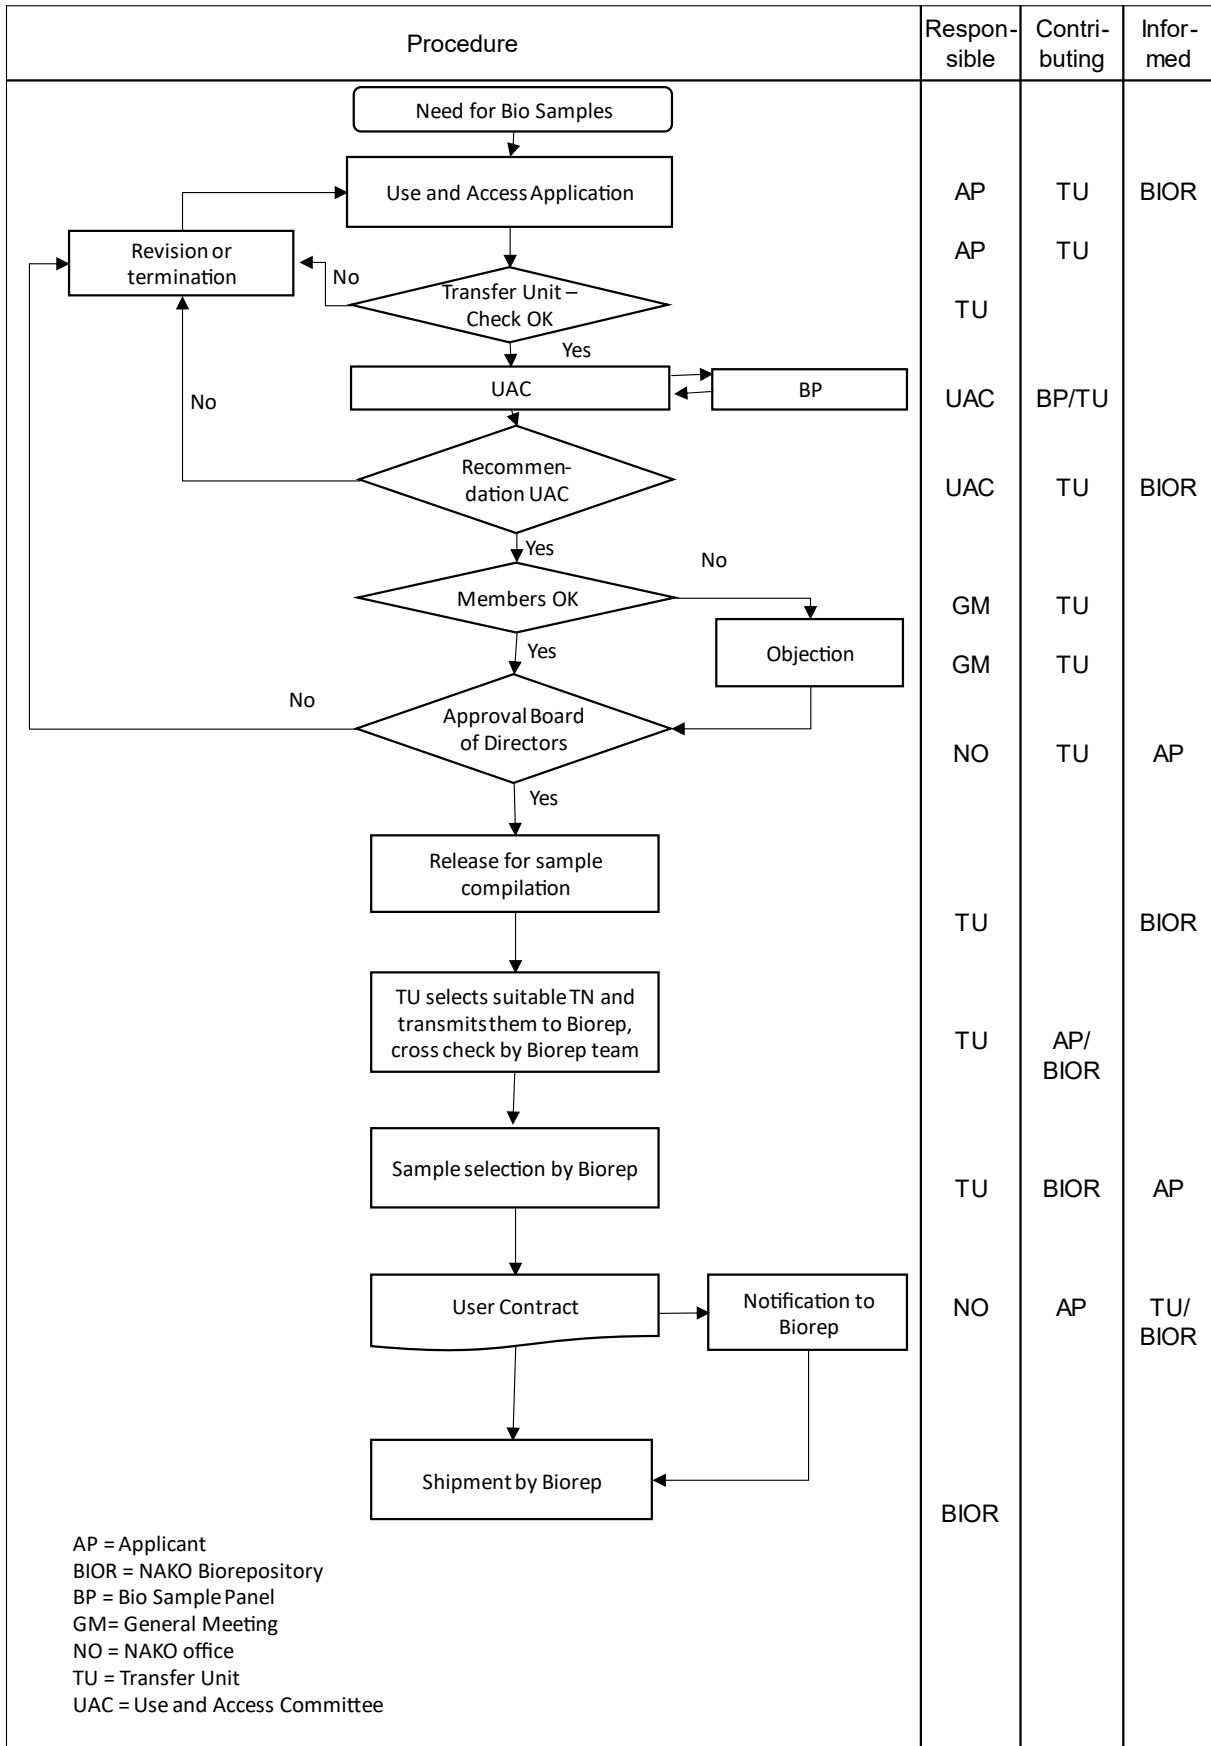 Procedure
Respon-
sible
Contri-
buting
Infor-
med
Need for Bio Samples
Use and Access Application
AP
TU
BIOR
Revision or
termination
AP
TU
No
Transfer Unit –
Check OK
TU
Yes
UAC
BP
UAC
BP/TU
No
Recommen-
dation UAC
UAC
TU
BIOR
Yes
No
Members OK
GM
TU
Yes
Objection
GM
TU
No
Approval Board
of Directors
NO
TU
AP
Yes
Release for sample
compilation
TU
BIOR
TU selects suitable TN and
transmits them to Biorep,
cross check by Biorep team
TU
AP/
BIOR
Sample selection by Biorep
TU
BIOR
AP
User Contract
Notification to
Biorep
NO
AP
TU/
BIOR
Shipment by Biorep
BIOR
AP = Applicant
BIOR = NAKO Biorepository
BP = Bio Sample Panel
GM= General Meeting
NO = NAKO office
TU = Transfer Unit
UAC = Use and Access Committee